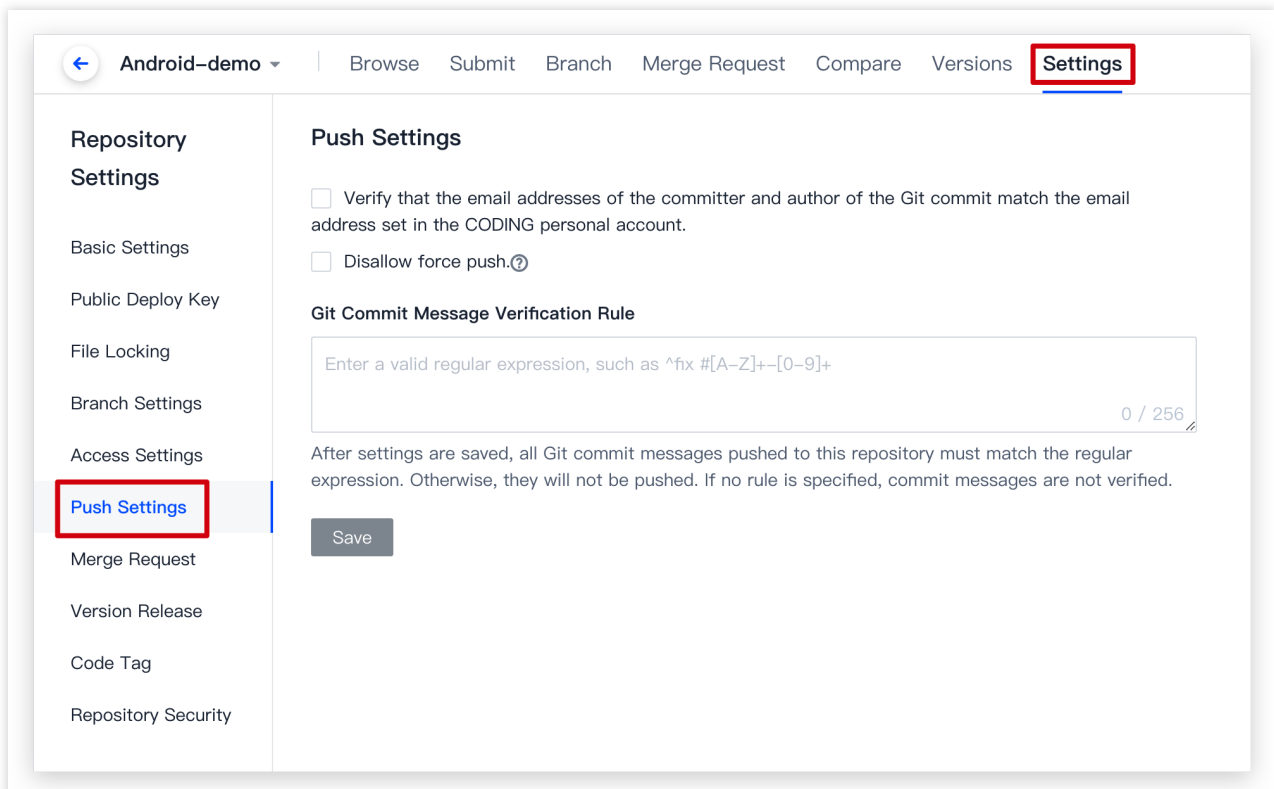 Android-demo
Browse
Submit
Branch
Merge Request
Compare
Versions
Settings
Repository
Settings
Basic Settings
Public Deploy Key
File Locking
Branch Settings
Access Settings
Push Settings
Merge Request
Version Release
Code Tag
Repository Security
Push Settings
Verify that the email addresses of the committer and author of the Git commit match the email
address set in the CODING personal account.
Disallow force push.?
Git Commit Message Verification Rule
Enter a valid regular expression, such as ^fix #[A-Z]+-[0-9]+
0 / 256
After settings are saved, all Git commit messages pushed to this repository must match the regular
expression. Otherwise, they will not be pushed. If no rule is specified, commit messages are not verified.
Save